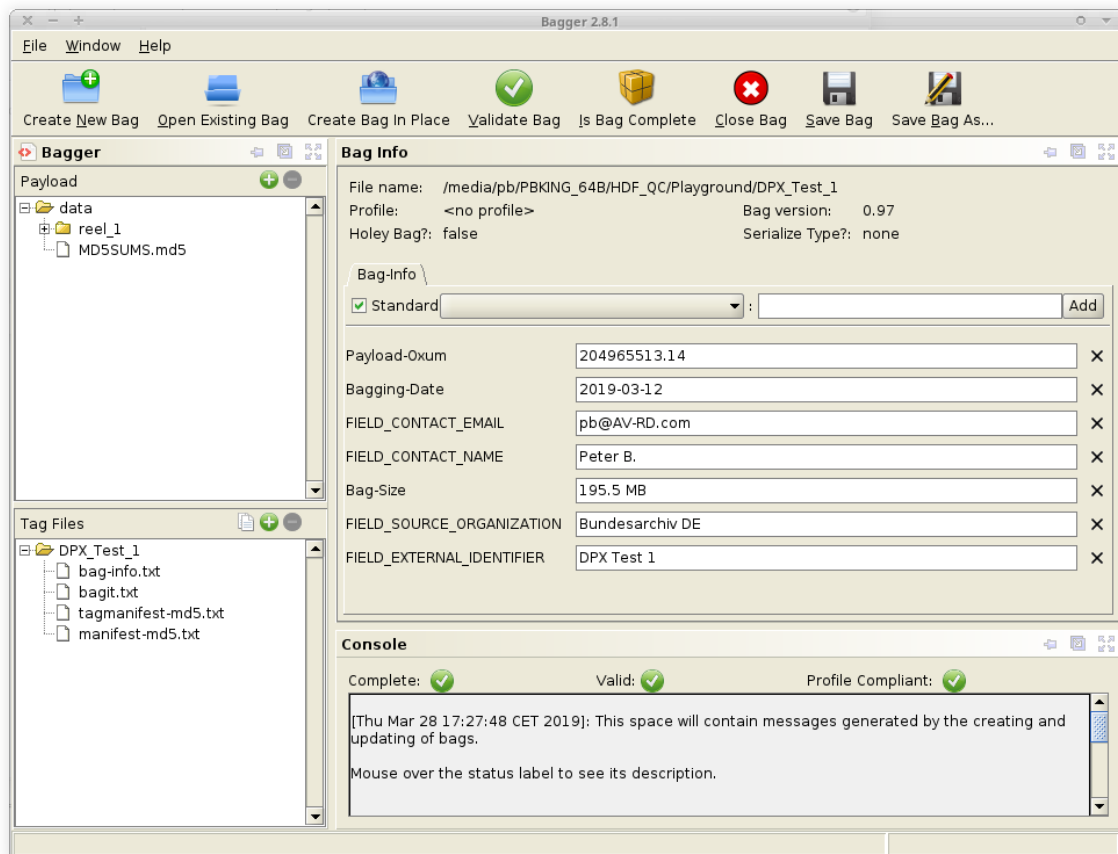 Bagger 2.8.1
File Window Help
Create New Bag Open Existing Bag Create Bag In Place Validate Bag Is Bag Complete Close Bag Save Bag Save Bag As...
Bagger
Payload
data
reel_1
MD5SUMS.md5
Tag Files
DPX_Test_1
bag-info.txt
bagit.txt
tagmanifest-md5.txt
manifest-md5.txt
Bag Info
File name: /media/pb/PBKING_64B/HDF_QC/Playground/DPX_Test_1
Profile: <no profile> Bag version: 0.97
Holey Bag?: false Serialize Type?: none
Bag-Info
Standard : Add
Payload-Oxum 204965513.14
Bagging-Date 2019-03-12
FIELD_CONTACT_EMAIL pb@AV-RD.com
FIELD_CONTACT_NAME Peter B.
Bag-Size 195.5 MB
FIELD_SOURCE_ORGANIZATION Bundesarchiv DE
FIELD_EXTERNAL_IDENTIFIER DPX Test 1
Console
Complete: Valid: Profile Compliant:
[Thu Mar 28 17:27:48 CET 2019]: This space will contain messages generated by the creating and
updating of bags.
Mouse over the status label to see its description.